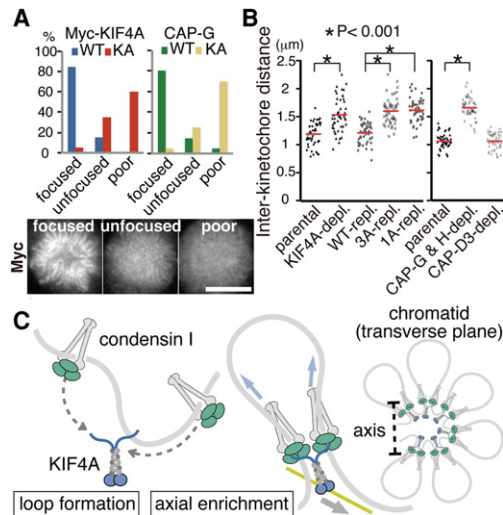 A
Myc-KIF4A
CAP-G
%
WT KA
WT KA
100
80
60
40
20
0
focused
unfocused
poor
focused
unfocused
poor
Myc
focused
unfocused
poor
B
* P< 0.001
(μm)
Inter-kinetochore distance
2.5
2
1.5
1
0.5
0
*
*
*
*
parental
KIF4A-depl.
WT-repl.
3A-repl.
1A-repl.
parental
CAP-G & H-depl.
CAP-D3-depl.
C
condensin I
KIF4A
loop formation
axial enrichment
chromatid
(transverse plane)
axis